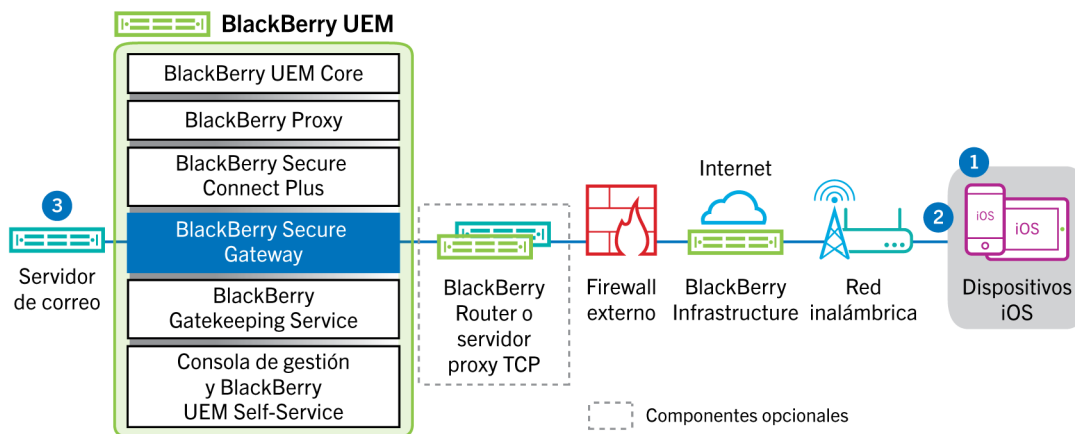 BlackBerry UEM
BlackBerry UEM Core
BlackBerry Proxy
BlackBerry Secure
Connect Plus
BlackBerry Secure
Gateway
BlackBerry
Gatekeeping Service
Consola de gestión
y BlackBerry
UEM Self-Service
3
Servidor
de correo
BlackBerry
Router o
servidor
proxy TCP
Firewall
externo
Internet
BlackBerry
Infrastructure
Red
inalámbrica
2
1
iOS
iOS
Dispositivos
iOS
Componentes opcionales